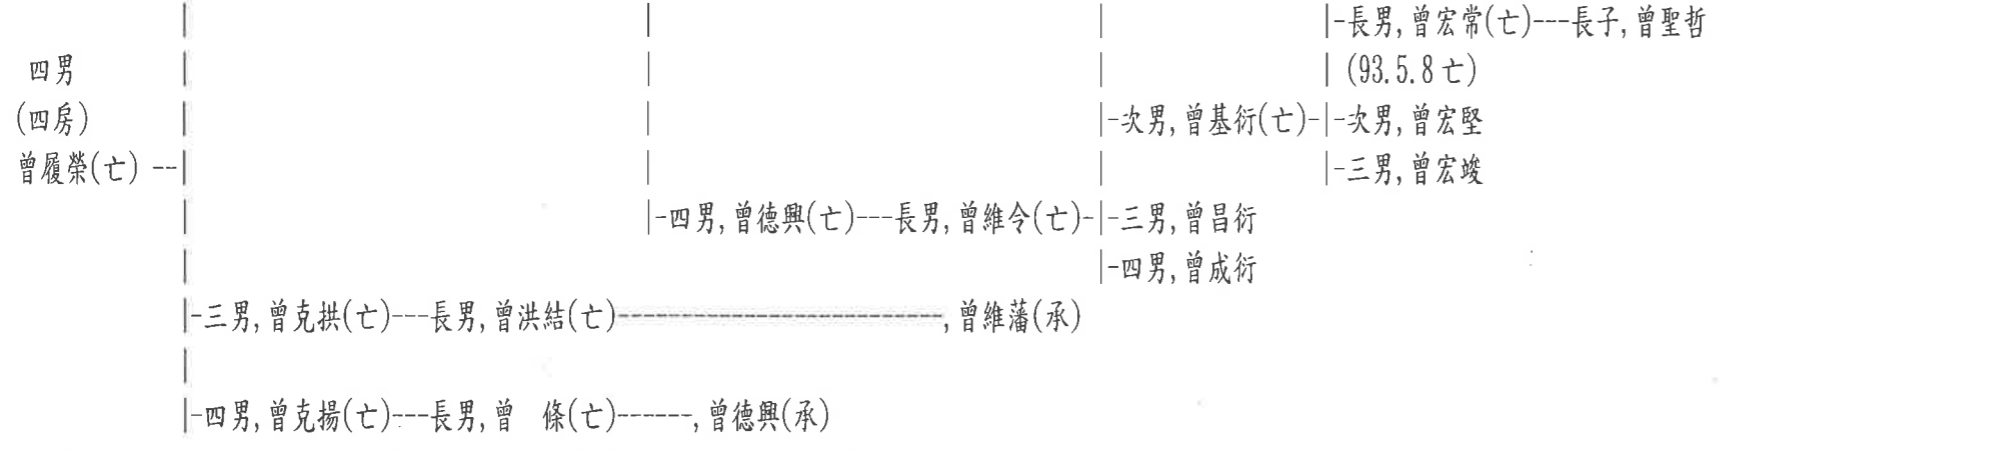 |-長男,曾宏常(亡)---長子,曾聖哲
四男 | (93.5.8亡)
(四房) |-次男,曾基衍(亡)-|-次男,曾宏堅
曾履榮(亡) --| |-三男,曾宏竣
|-四男,曾德興(亡)---長男,曾維令(亡)-|-三男,曾昌衍
|-四男,曾成衍
|-三男,曾克拱(亡)---長男,曾洪結(亡)---------------------------,曾維藩(承)
|-四男,曾克揚(亡)---長男,曾 條(亡)------,曾德興(承)